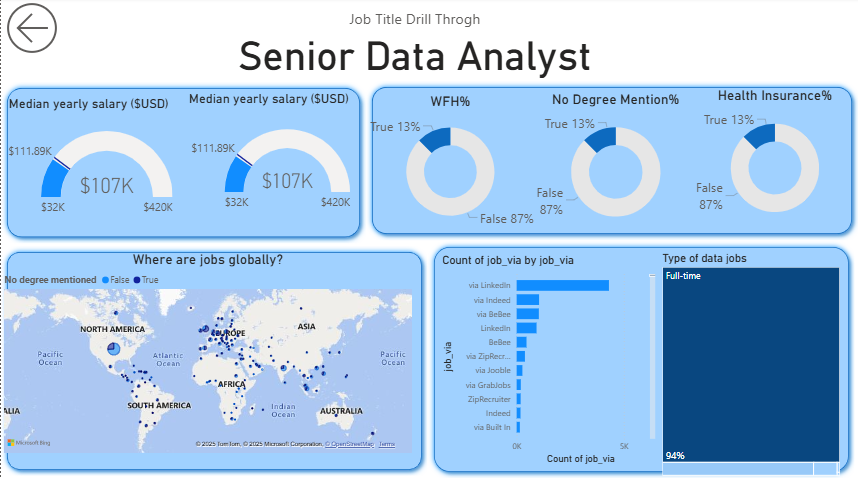 Job Title Drill Throgh
Senior Data Analyst
Median yearly salary ($USD)
$111.89K
$107K
$32K
$420K
Median yearly salary ($USD)
$111.89K
$107K
$32K
$420K
WFH%
True 13%
False 87%
No Degree Mention%
True 13%
False
87%
Health Insurance%
True 13%
False
87%
Where are jobs globally?
No degree mentioned False True
NORTH AMERICA
EUROPE
ASIA
Pacific
Ocean
Atlantic
Ocean
Pacific
Ocean
AFRICA
SOUTH AMERICA
Indian
Ocean
AUSTRALIA
ALIA
Microsoft Bing
© 2025 TomTom, © 2025 Microsoft Corporation, © OpenStreetMap Terms
Count of job_via by job_via
job_via
via LinkedIn
via Indeed
via BeBee
LinkedIn
BeBee
via ZipRecr...
via Jooble
via GrabJobs
ZipRecruiter
Indeed
via Built In
0K
5K
Count of job_via
Type of data jobs
Full-time
94%